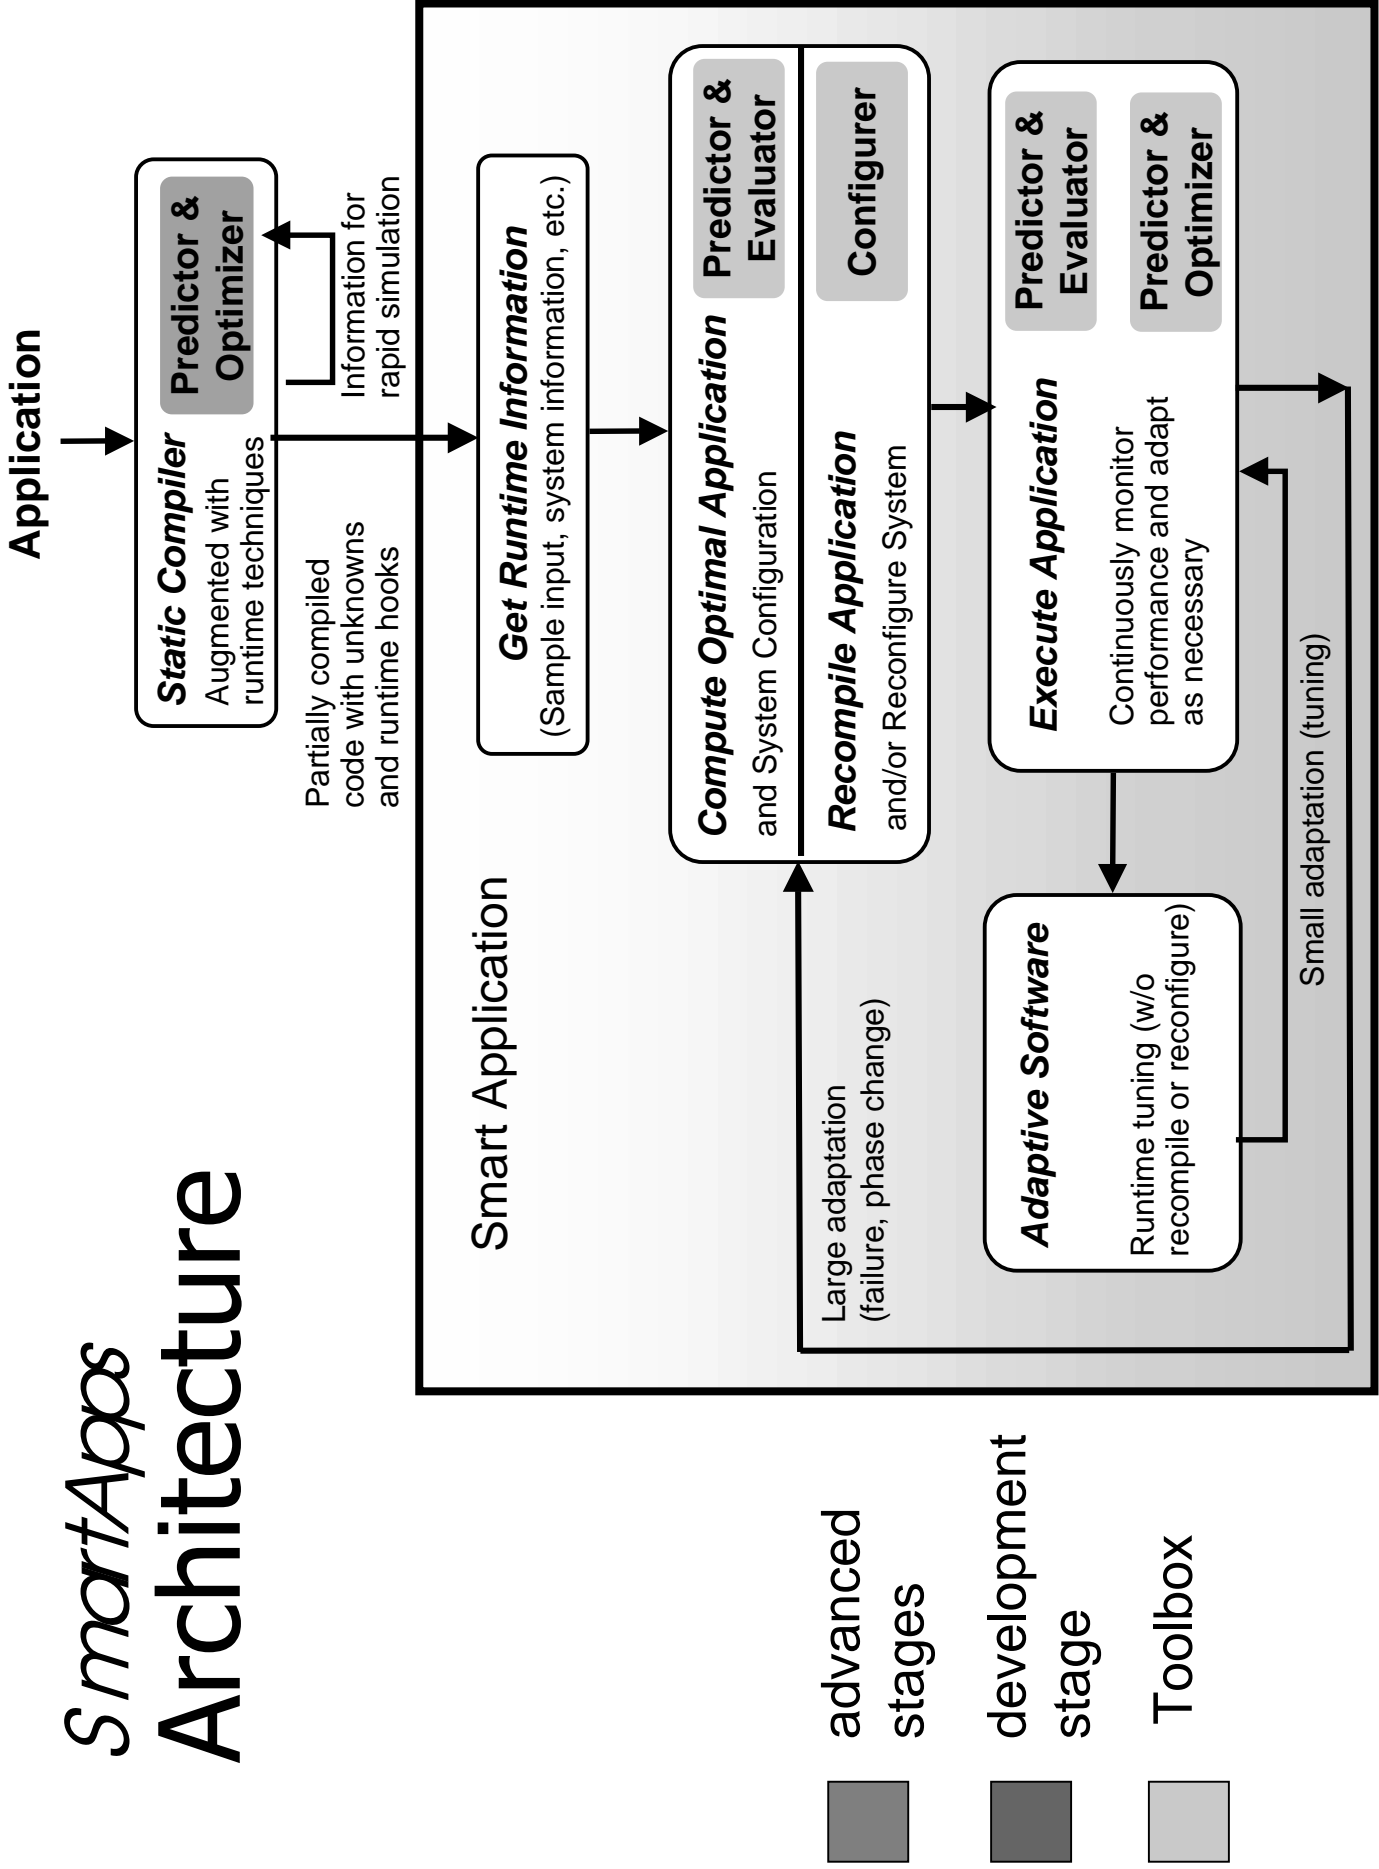 SmartApps
Architecture
Application
Static Compiler
Augmented with
runtime techniques
Predictor &
Optimizer
Partially compiled
code with unknowns
and runtime hooks
Information for
rapid simulation
Smart Application
Get Runtime Information
(Sample input, system information, etc.)
Compute Optimal Application
and System Configuration
Predictor &
Evaluator
Recompile Application
and/or Reconfigure System
Configurer
Large adaptation
(failure, phase change)
Execute Application
Continuously monitor
performance and adapt
as necessary
Predictor &
Evaluator
Predictor &
Optimizer
Adaptive Software
Runtime tuning (w/o
recompile or reconfigure)
Small adaptation (tuning)
advanced
stages
development
stage
Toolbox